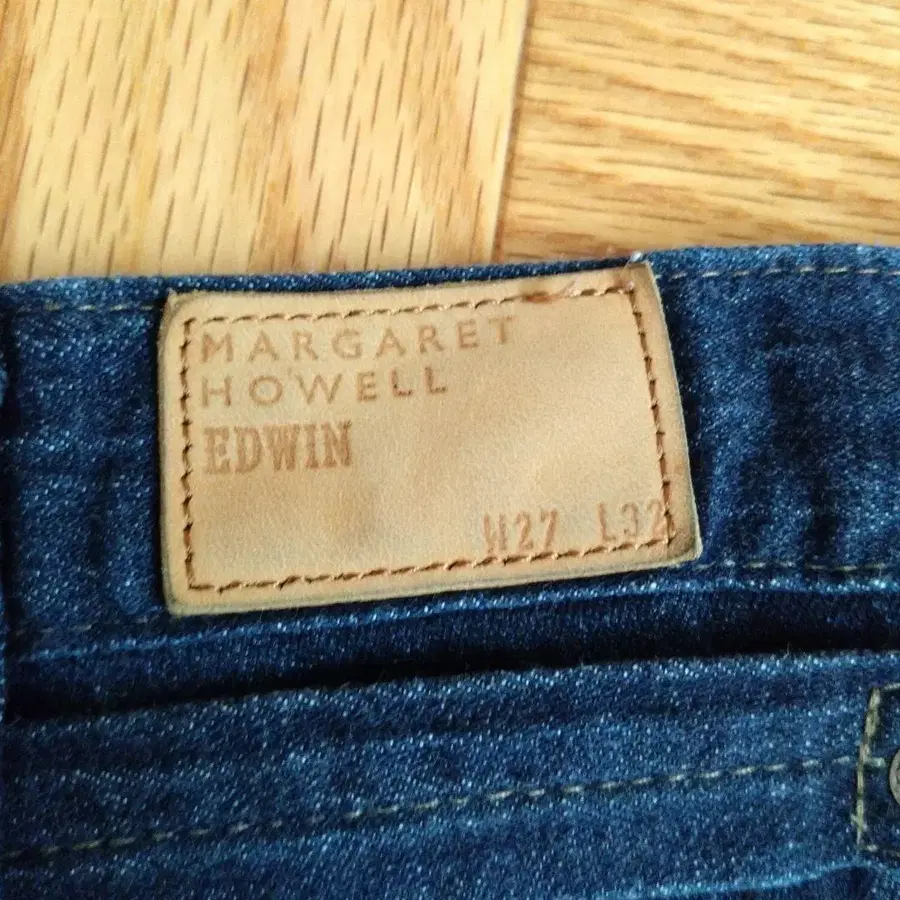 MARGARET
HOWELL
EDWIN
W27 L32